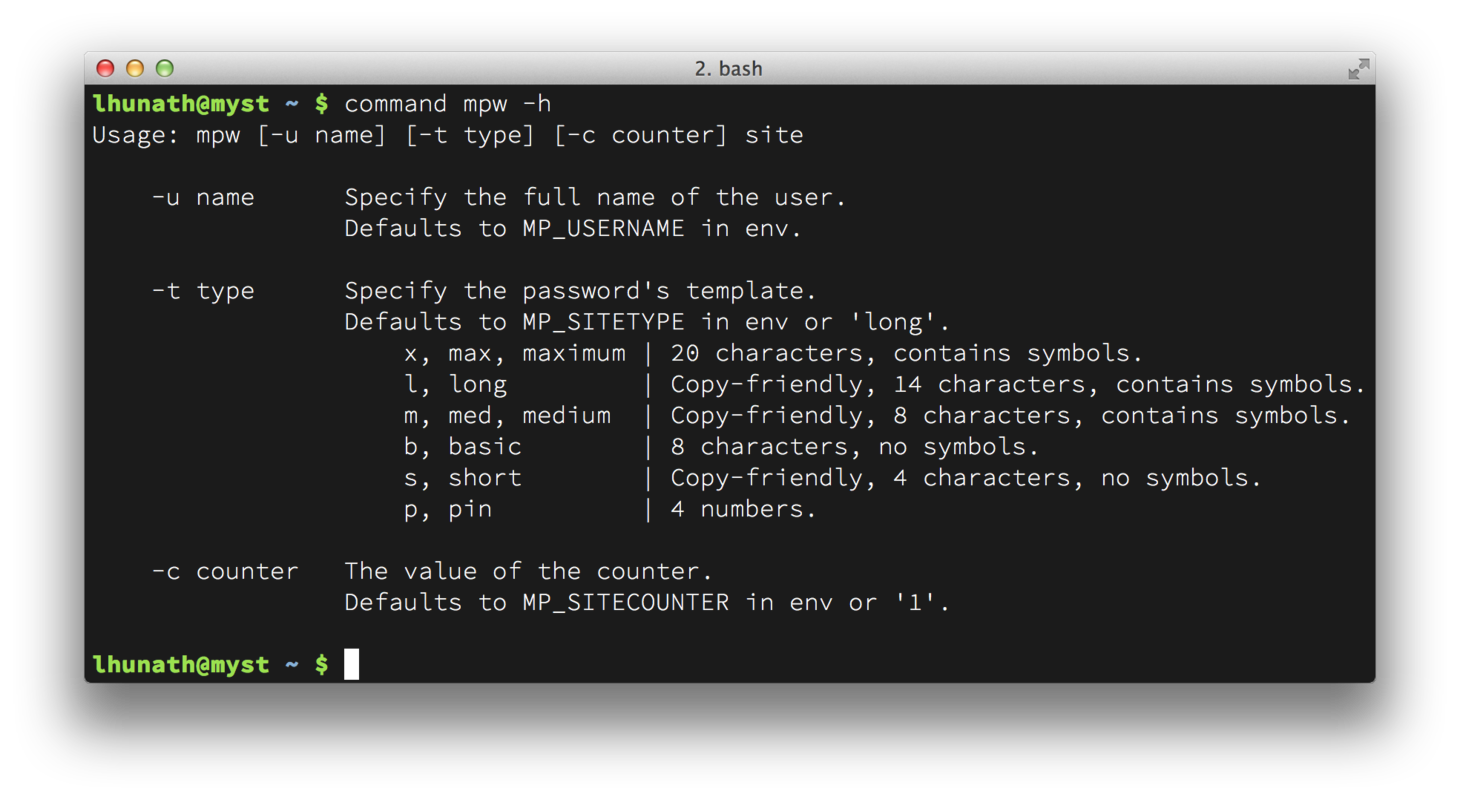 2. bash
lhunath@myst ~ $ command mpw -h
Usage: mpw [-u name] [-t type] [-c counter] site

    -u name      Specify the full name of the user.
                 Defaults to MP_USERNAME in env.

    -t type      Specify the password's template.
                 Defaults to MP_SITETYPE in env or 'long'.
                     x, max, maximum | 20 characters, contains symbols.
                     l, long         | Copy-friendly, 14 characters, contains symbols.
                     m, med, medium  | Copy-friendly, 8 characters, contains symbols.
                     b, basic        | 8 characters, no symbols.
                     s, short        | Copy-friendly, 4 characters, no symbols.
                     p, pin          | 4 numbers.

    -c counter   The value of the counter.
                 Defaults to MP_SITECOUNTER in env or '1'.

lhunath@myst ~ $